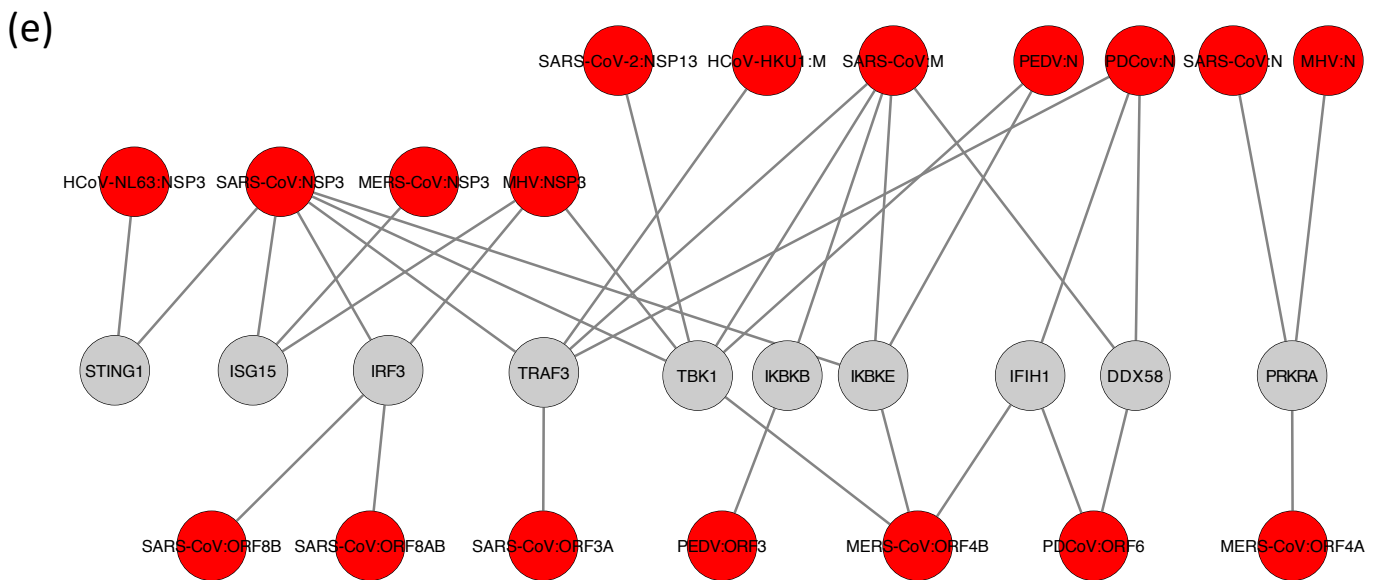 (e)
SARS-CoV-2:NSP13 HCoV-HKU1:M SARS-CoV:M PEDV:N PDCov:N SARS-CoV:N MHV:N
HCoV-NL63:NSP3 SARS-CoV:NSP3 MERS-CoV:NSP3 MHV:NSP3
STING1 ISG15 IRF3 TRAF3 TBK1 IKBKB IKBKE IFIH1 DDX58 PRKRA
SARS-CoV:ORF8B SARS-CoV:ORF8AB SARS-CoV:ORF3A PEDV:ORF3 MERS-CoV:ORF4B PDCoV:ORF6 MERS-CoV:ORF4A